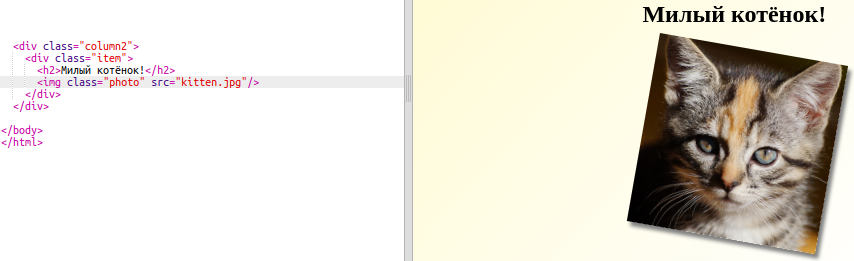 <div class="column2">
<div class="item">
<h2>Милый котёнок!</h2>
<img class="photo" src="kitten.jpg"/>
</div>
</div>
</body>
</html>
Милый котёнок!